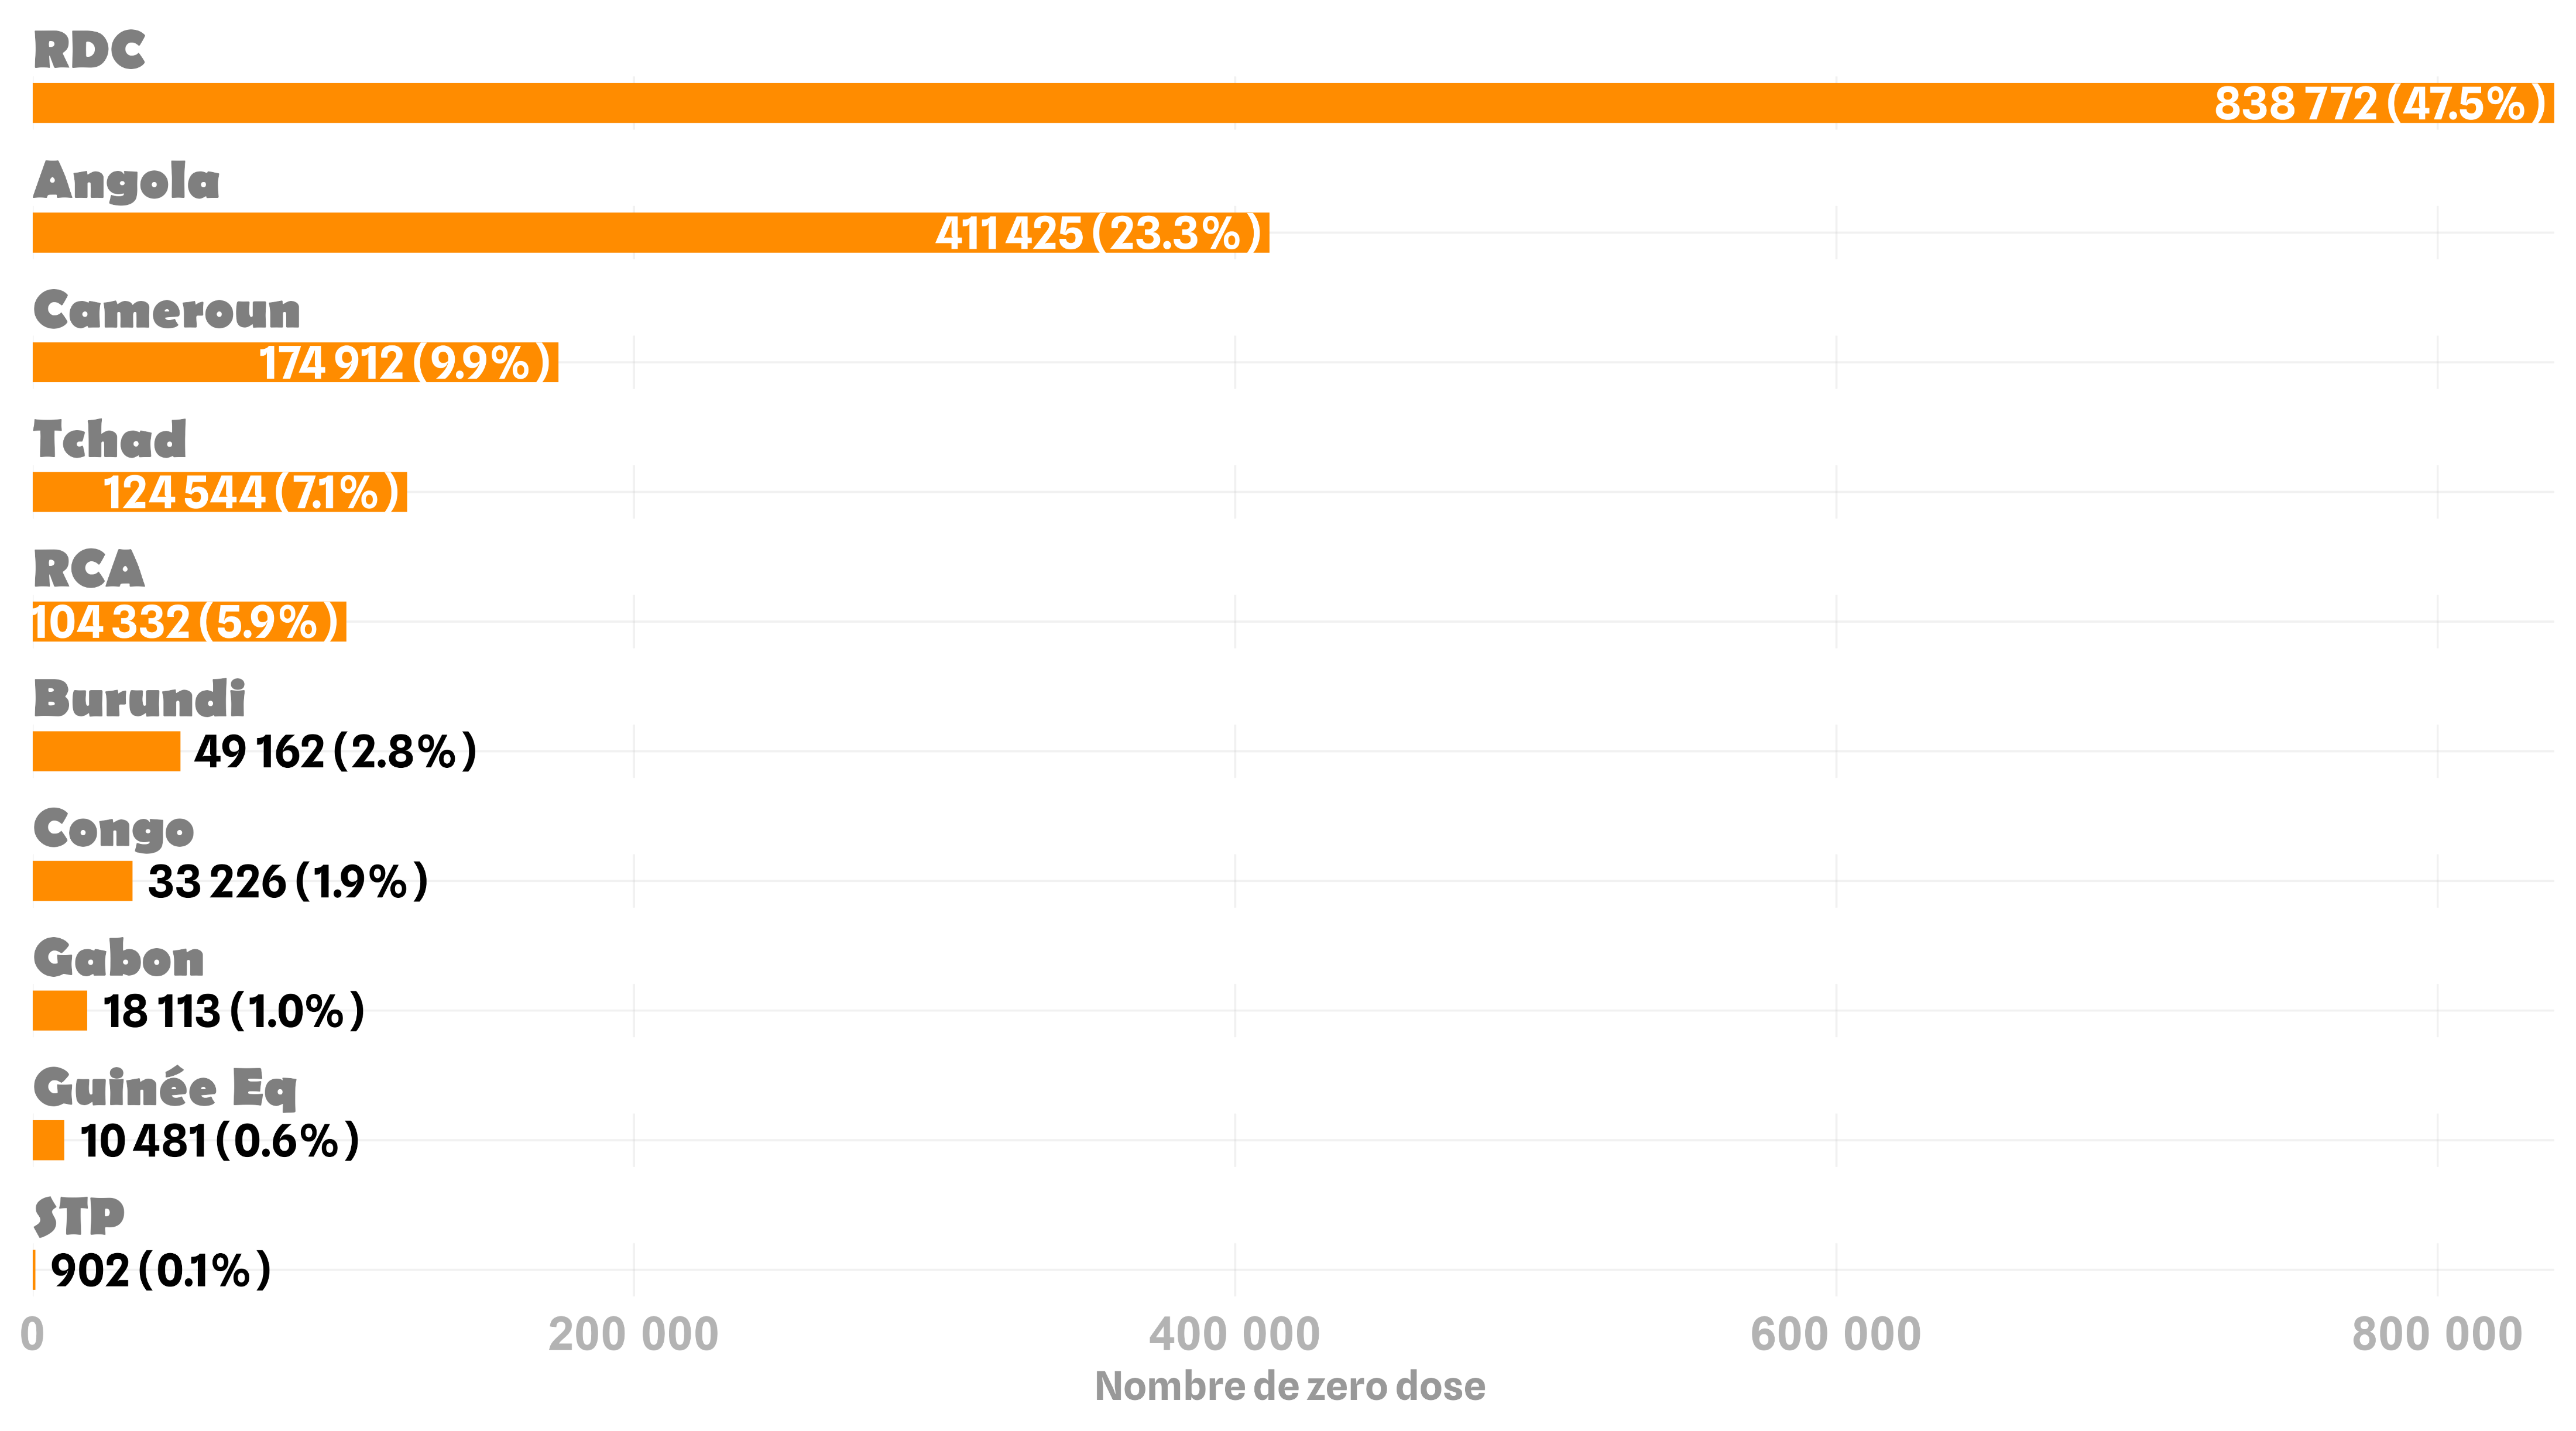 RDC
838 772 (47.5%)
Angola
411 425 (23.3%)
Cameroun
174 912 (9.9%)
Tchad
124 544 (7.1%)
RCA
104 332 (5.9%)
Burundi
49 162 (2.8%)
Congo
33 226 (1.9%)
Gabon
18 113 (1.0%)
Guinée Eq
10 481 (0.6%)
STP
902 (0.1%)
0 200 000 400 000 600 000 800 000
Nombre de zero dose